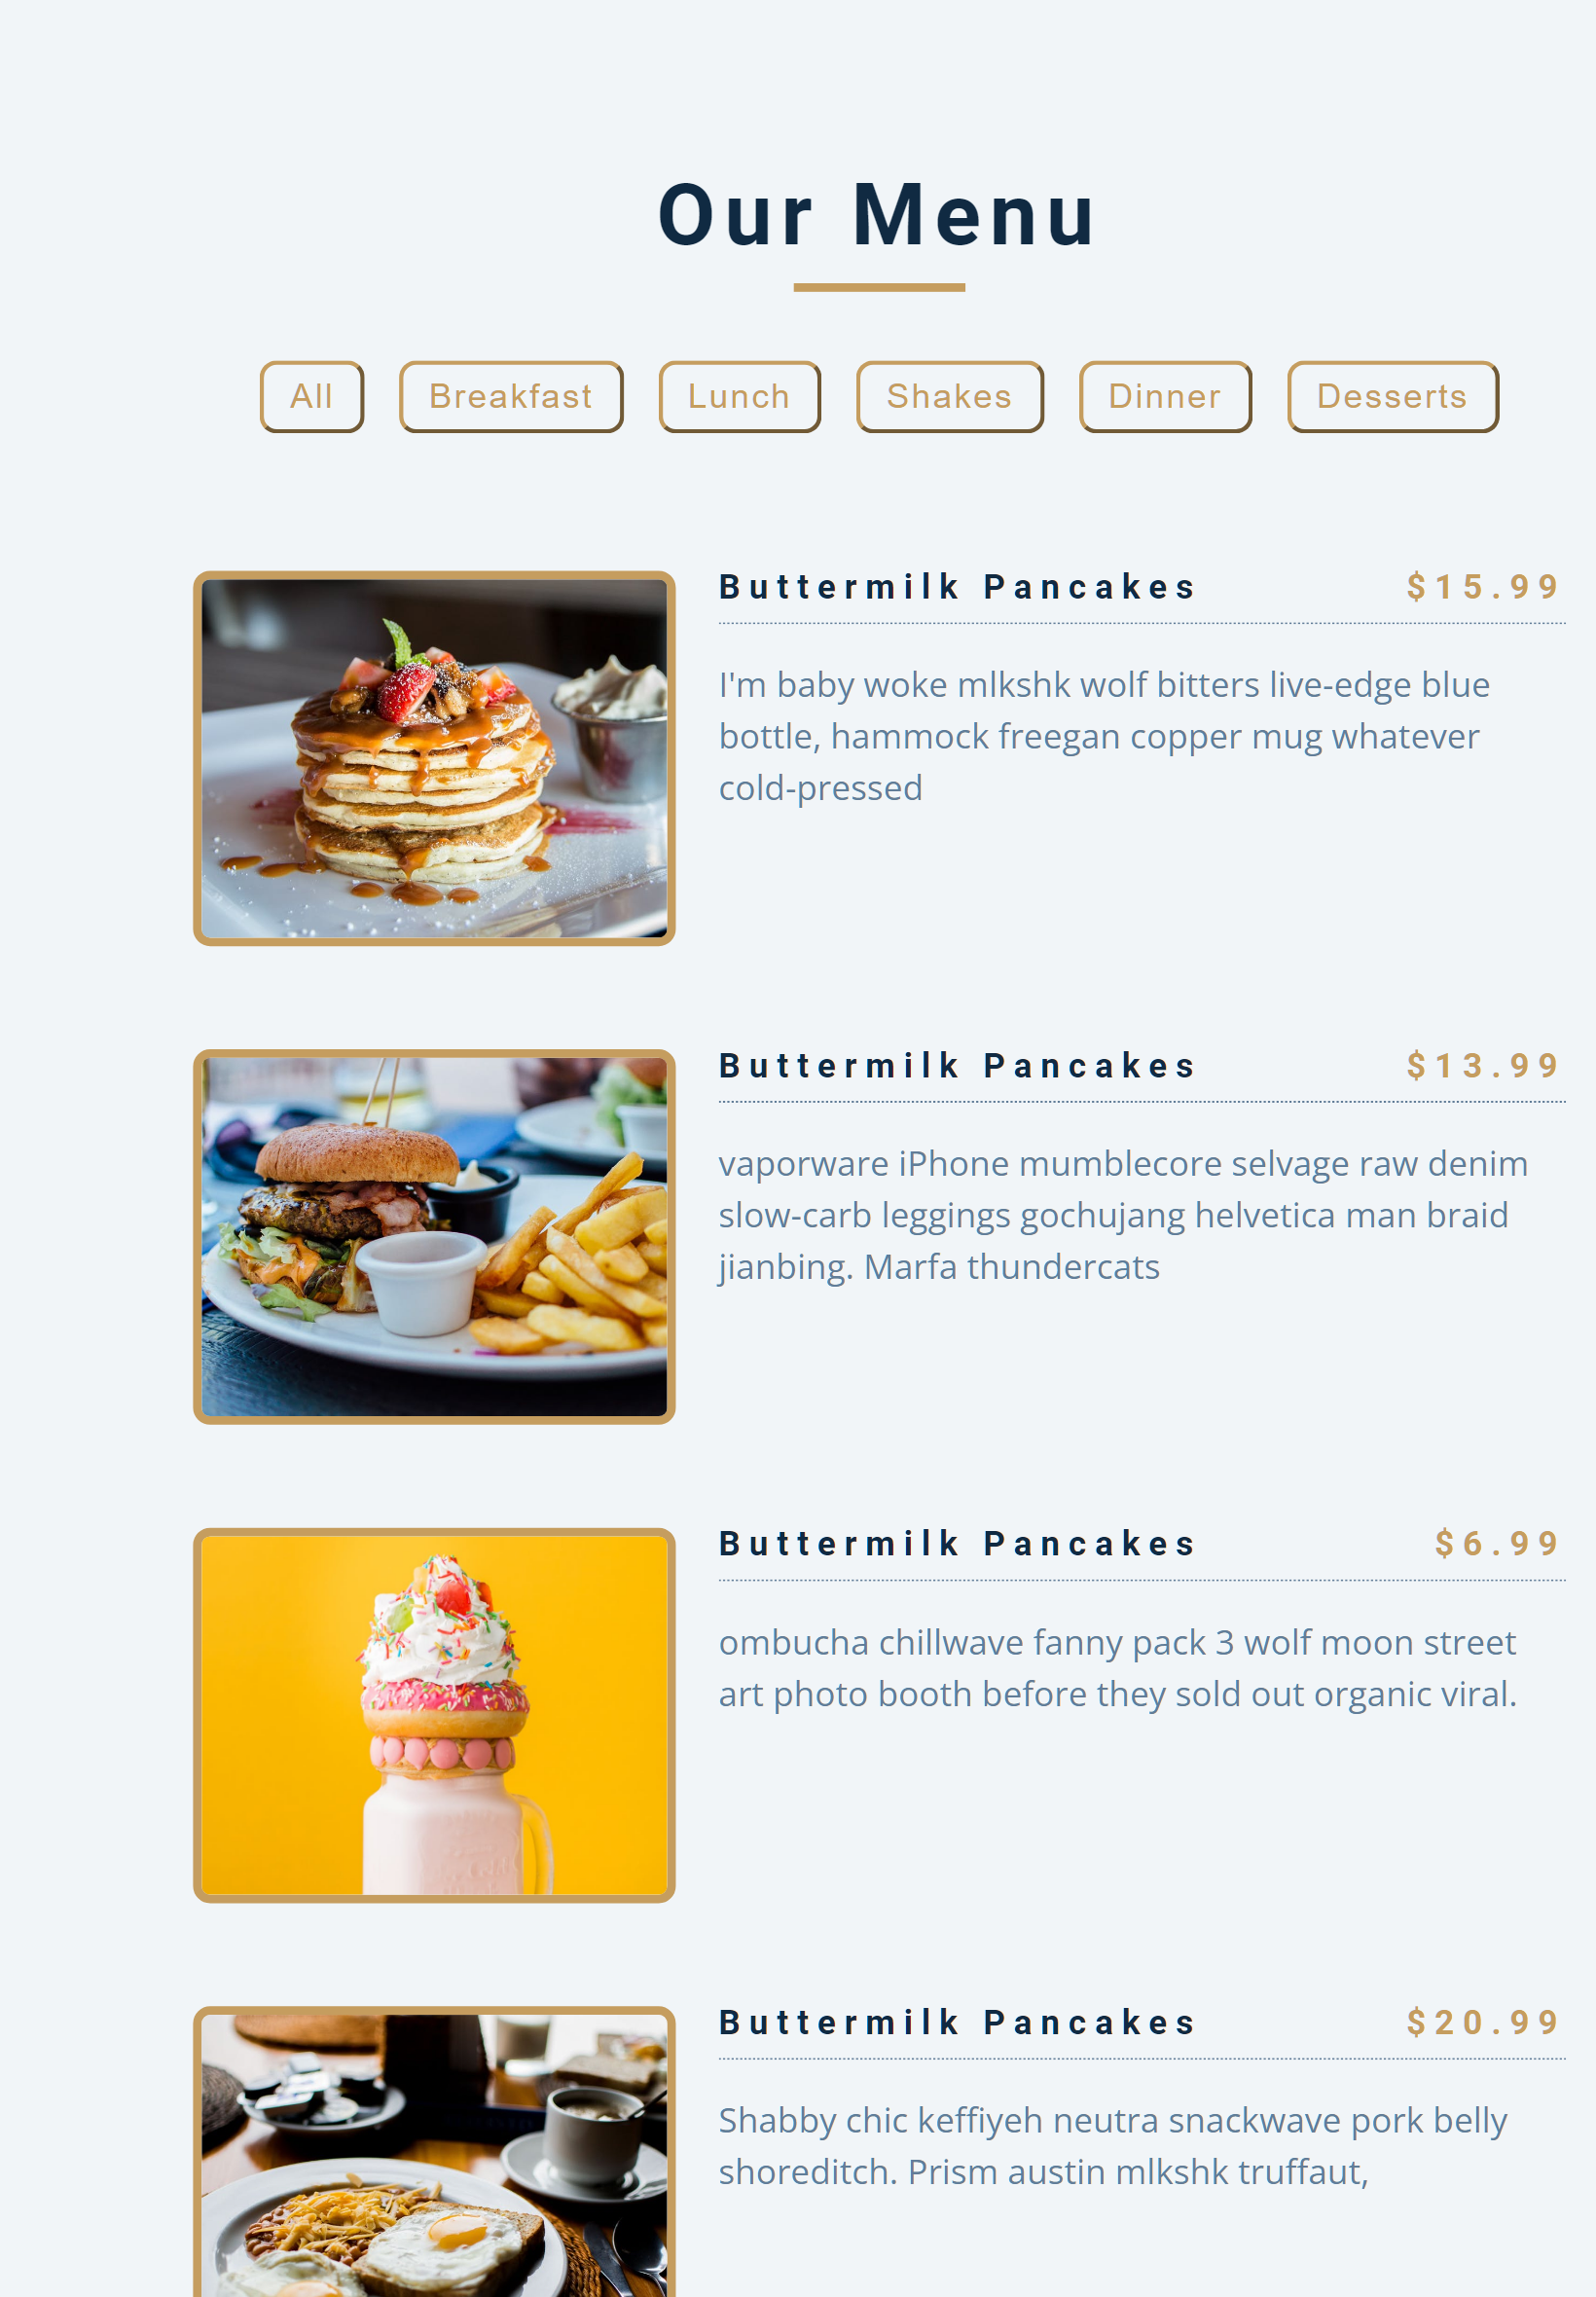 Our Menu
All Breakfast Lunch Shakes Dinner Desserts
Buttermilk Pancakes $15.99
I'm baby woke mlkshk wolf bitters live-edge blue
bottle, hammock freegan copper mug whatever
cold-pressed
Buttermilk Pancakes $13.99
vaporware iPhone mumblecore selvage raw denim
slow-carb leggings gochujang helvetica man braid
jianbing. Marfa thundercats
Buttermilk Pancakes $6.99
ombucha chillwave fanny pack 3 wolf moon street
art photo booth before they sold out organic viral.
Buttermilk Pancakes $20.99
Shabby chic keffiyeh neutra snackwave pork belly
shoreditch. Prism austin mlkshk truffaut,